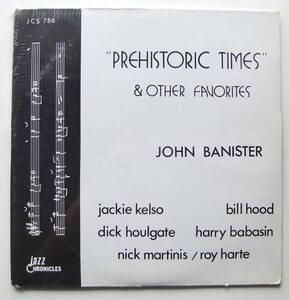 JCS 786
"PREHISTORIC TIMES"
& OTHER FAVORITES
JOHN BANISTER
jackie kelso bill hood
dick houlgate harry babasin
nick martinis / roy harte
jazz
CHRONICLES